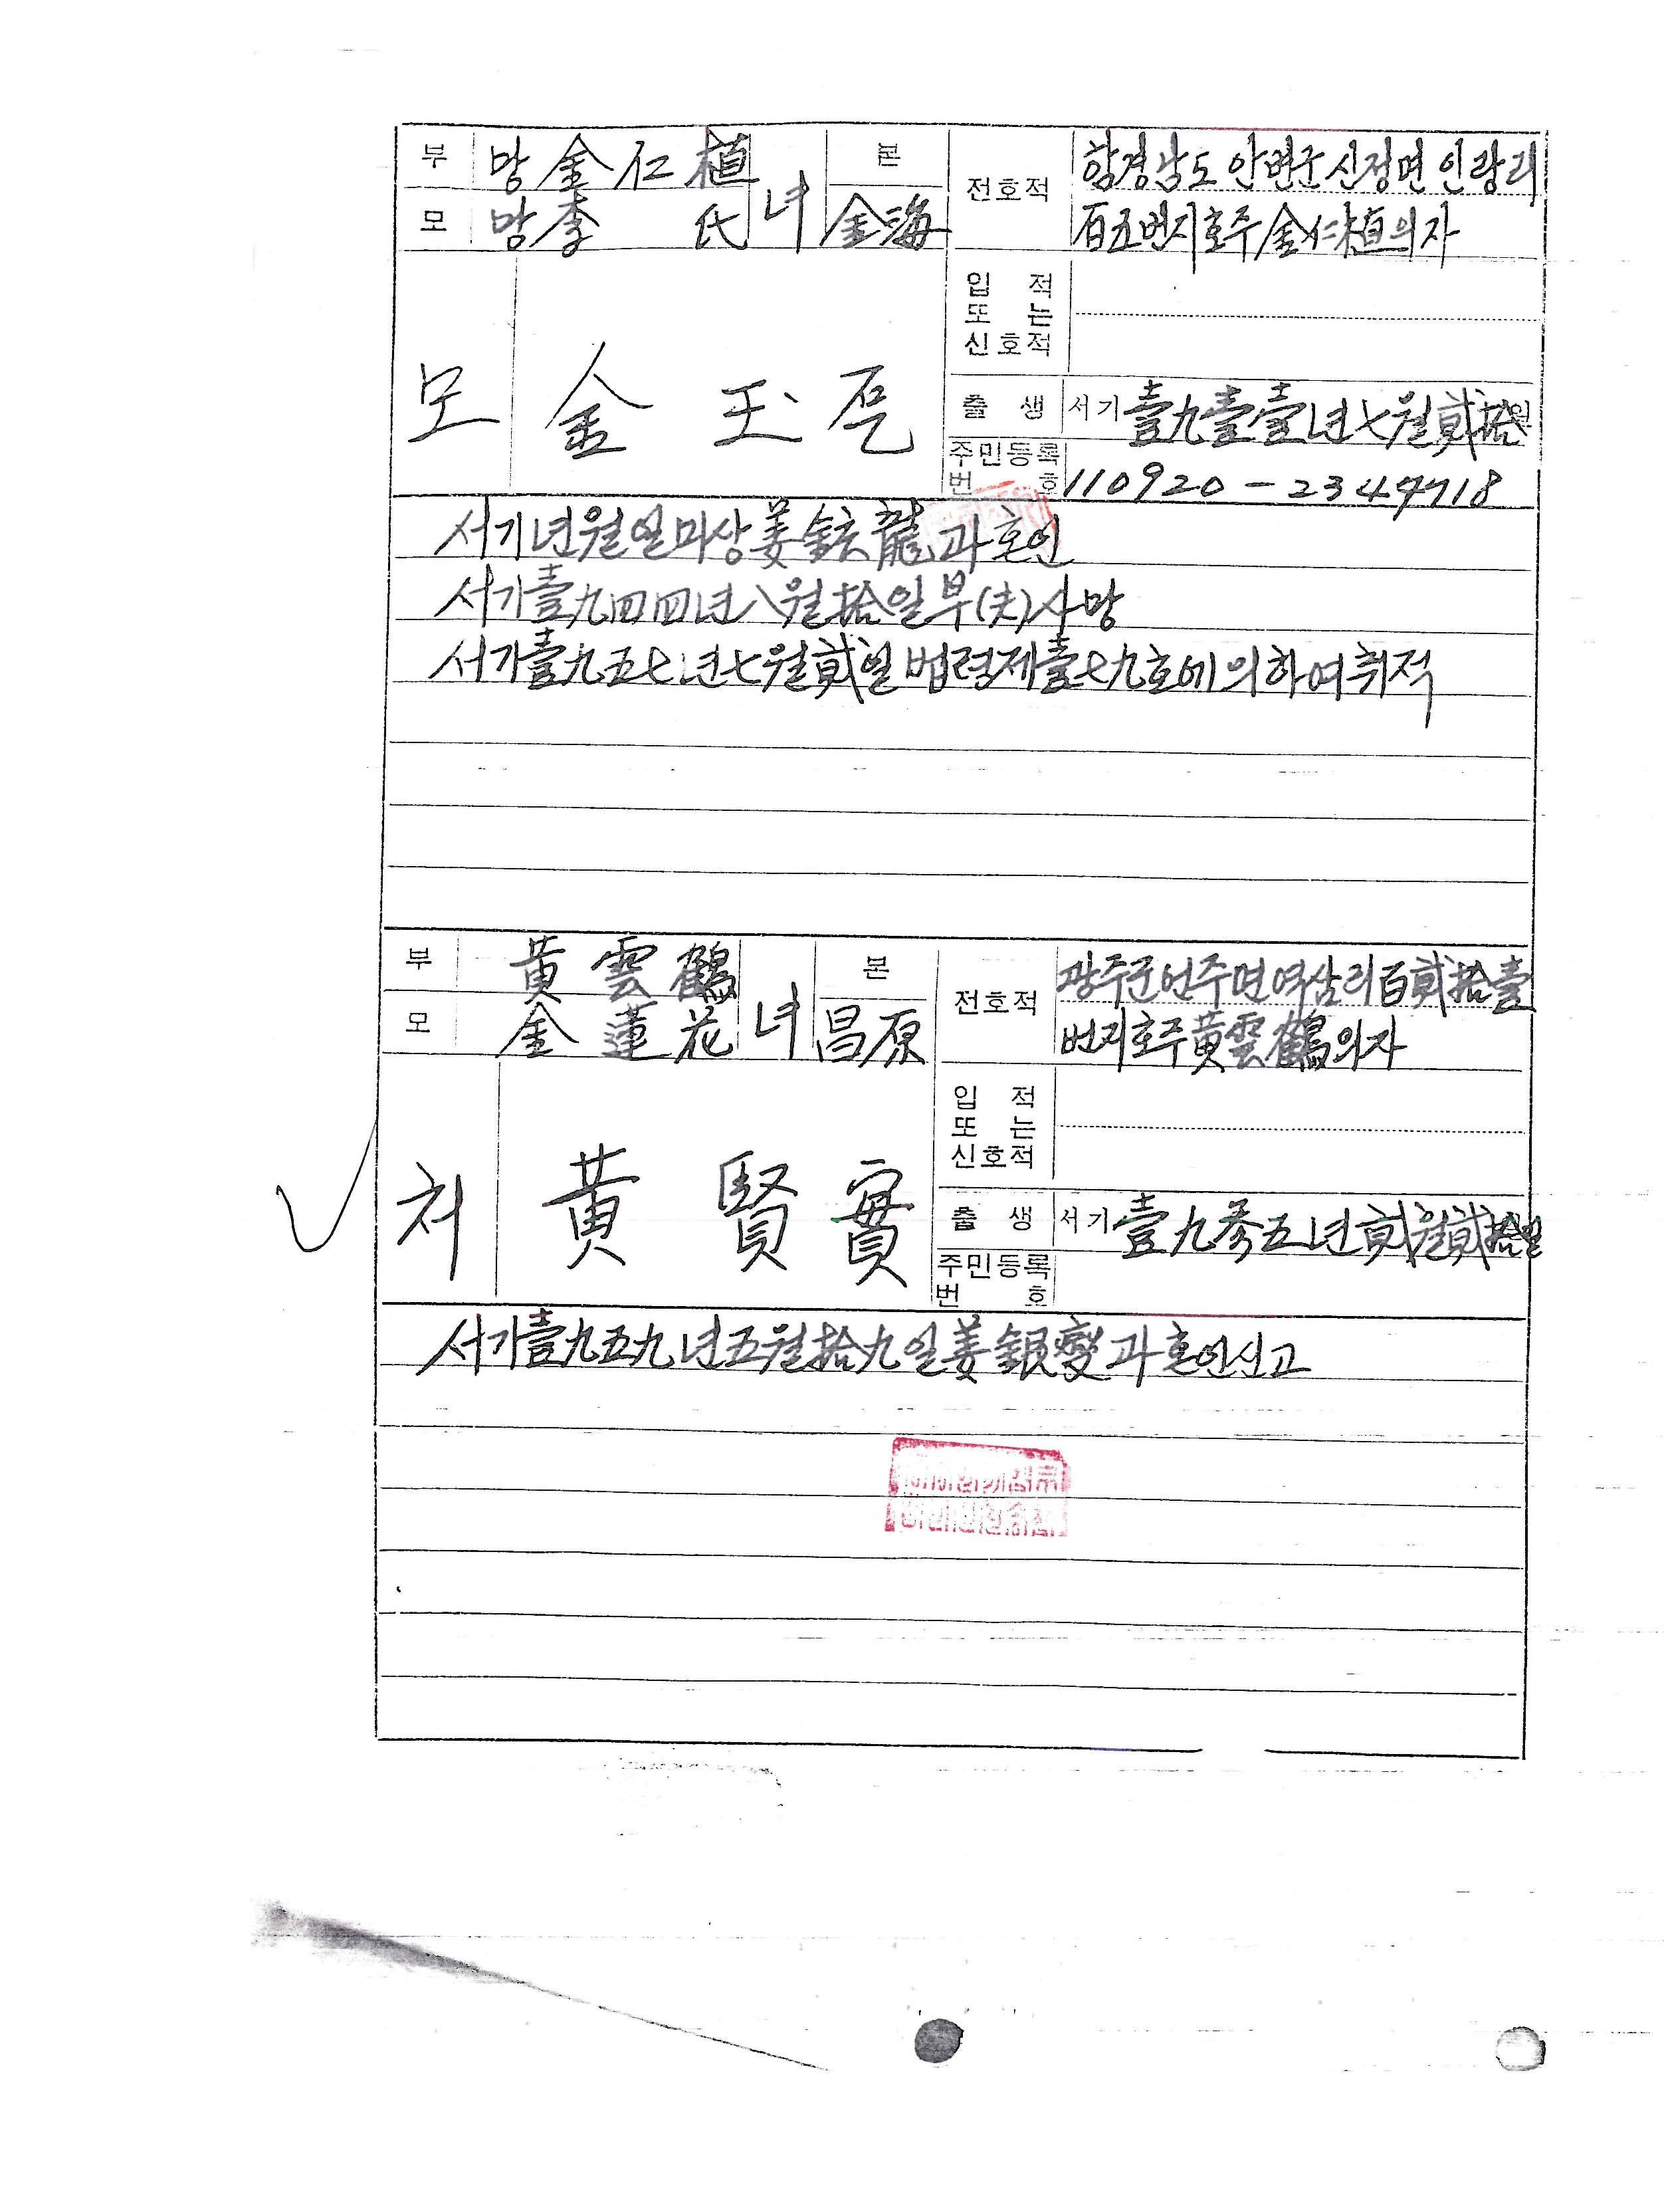 부 망 金仁植 녀 본 전호적 함경남도 안변군 신정면 인랑리
모 망 李 氏 金海 百五번지 호주 金仁植의 자
입 적
또 는
신호적
모 金 玉
출 생 서기 壹九壹壹년七월貳拾일
주민등록
번 호 110920-2347718
서기년월일미상姜鉉龍과혼인
서기壹九四四년八월拾일부(夫)사망
서기壹九五七년七월貳일법령제壹七九호에의하여취적
부 黃雲鶴 녀 본 전호적 광주군언주면역삼리百貳拾壹
모 金蓮花 昌原 번지호주黃雲鶴의자
입 적
또 는
신호적
처 黃賢實
출 생 서기 壹九參五년貳월貳拾일
주민등록
번 호
서기壹九五九년五월拾九일姜銀變과혼인신고